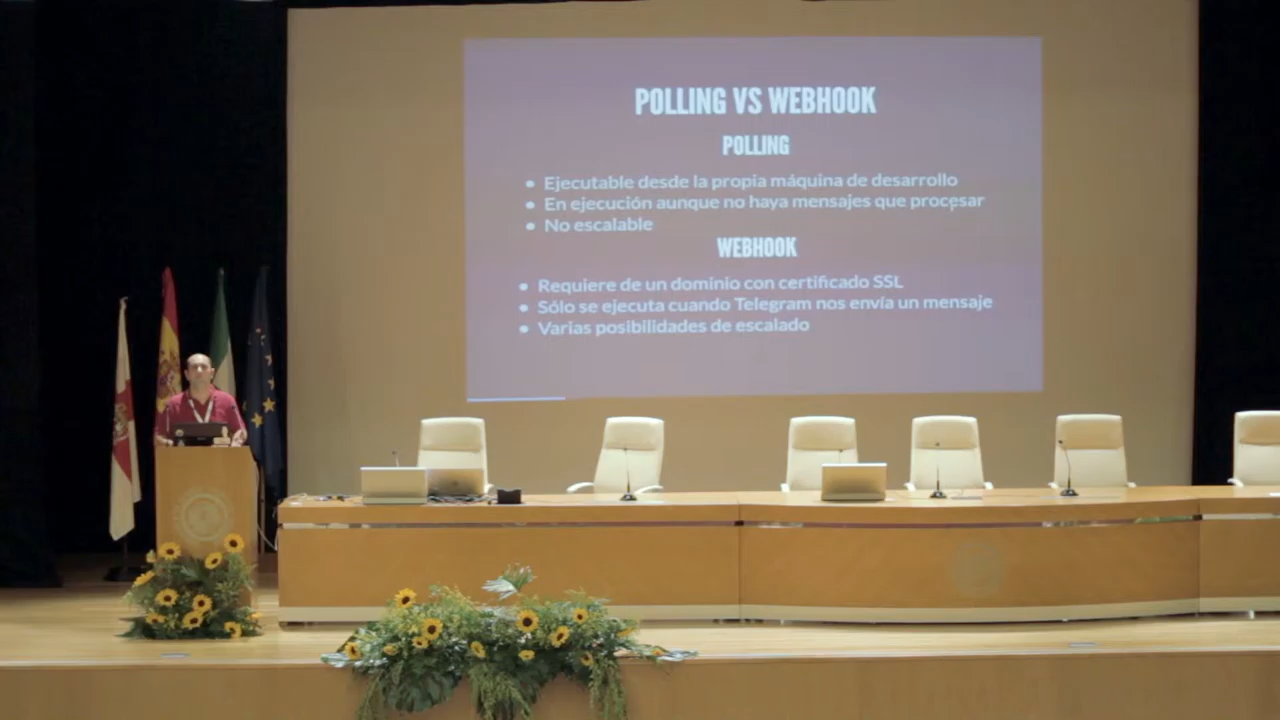 POLLING VS WEBHOOK
POLLING
• Ejecutable desde la propia máquina de desarrollo
• En ejecución aunque no haya mensajes que procesar
• No escalable
WEBHOOK
• Requiere de un dominio con certificado SSL
• Sólo se ejecuta cuando Telegram nos envía un mensaje
• Varias posibilidades de escalado